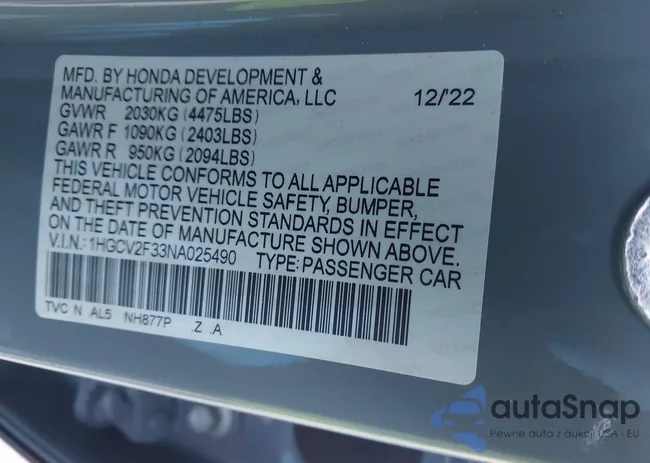 MFD. BY HONDA DEVELOPMENT &
MANUFACTURING OF AMERICA, LLC 12/'22
GVWR 2030KG (4475LBS)
GAWR F 1090KG (2403LBS)
GAWR R 950KG (2094LBS)
THIS VEHICLE CONFORMS TO ALL APPLICABLE
FEDERAL MOTOR VEHICLE SAFETY, BUMPER,
AND THEFT PREVENTION STANDARDS IN EFFECT
ON THE DATE OF MANUFACTURE SHOWN ABOVE.
V.I.N.: 1HGCV2F33NA025490 TYPE: PASSENGER CAR
TVC N AL5 NH877P .Z .A
autaSnap
Pewne auta z aukcji USA i EU